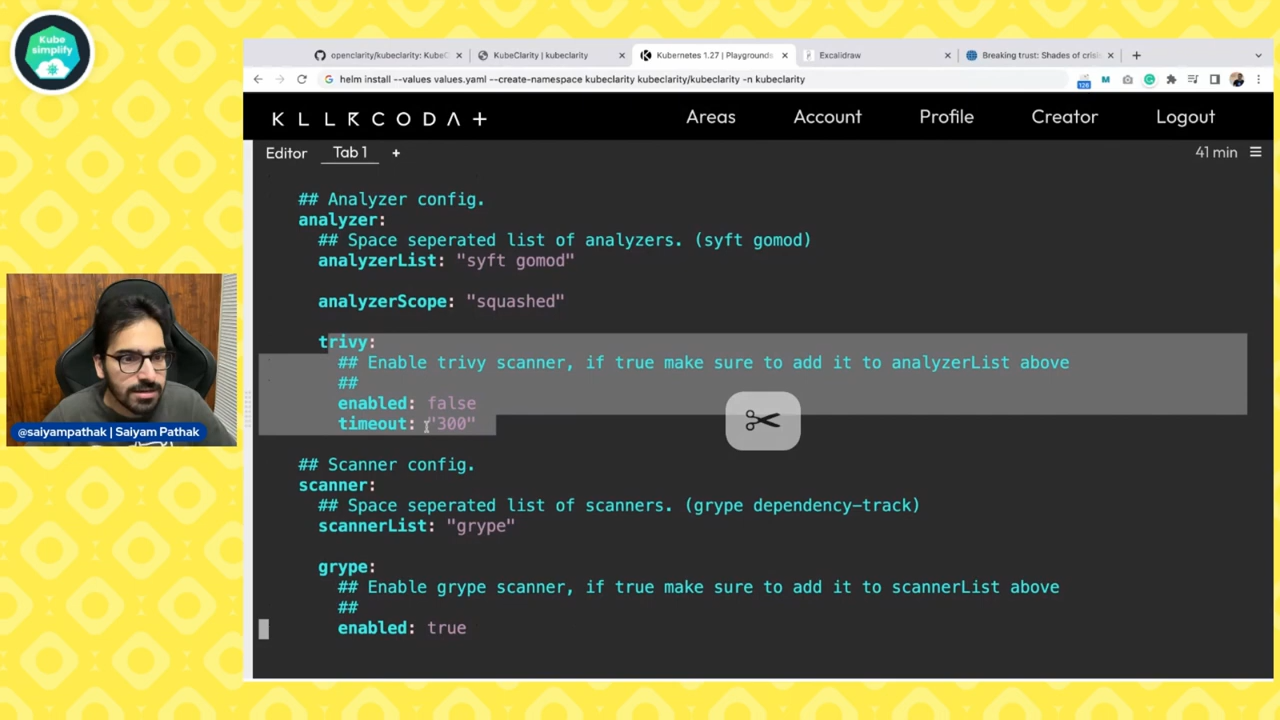 Kube
simplify
openclarity/kubeclarity: KubeC
KubeClarity | kubeclarity
Kubernetes 1.27 | Playgrounds
Excalidraw
Breaking trust: Shades of crisis
helm install --values values.yaml --create-namespace kubeclarity kubeclarity/kubeclarity -n kubeclarity
KLLRCODA+
Areas
Account
Profile
Creator
Logout
Editor
Tab 1
+
41 min
## Analyzer config.
analyzer:
## Space seperated list of analyzers. (syft gomod)
analyzerList: "syft gomod"
analyzerScope: "squashed"
trivy:
## Enable trivy scanner, if true make sure to add it to analyzerList above
##
enabled: false
timeout: "300"
## Scanner config.
scanner:
## Space seperated list of scanners. (grype dependency-track)
scannerList: "grype"
grype:
## Enable grype scanner, if true make sure to add it to scannerList above
##
enabled: true
@saiyampathak | Saiyam Pathak